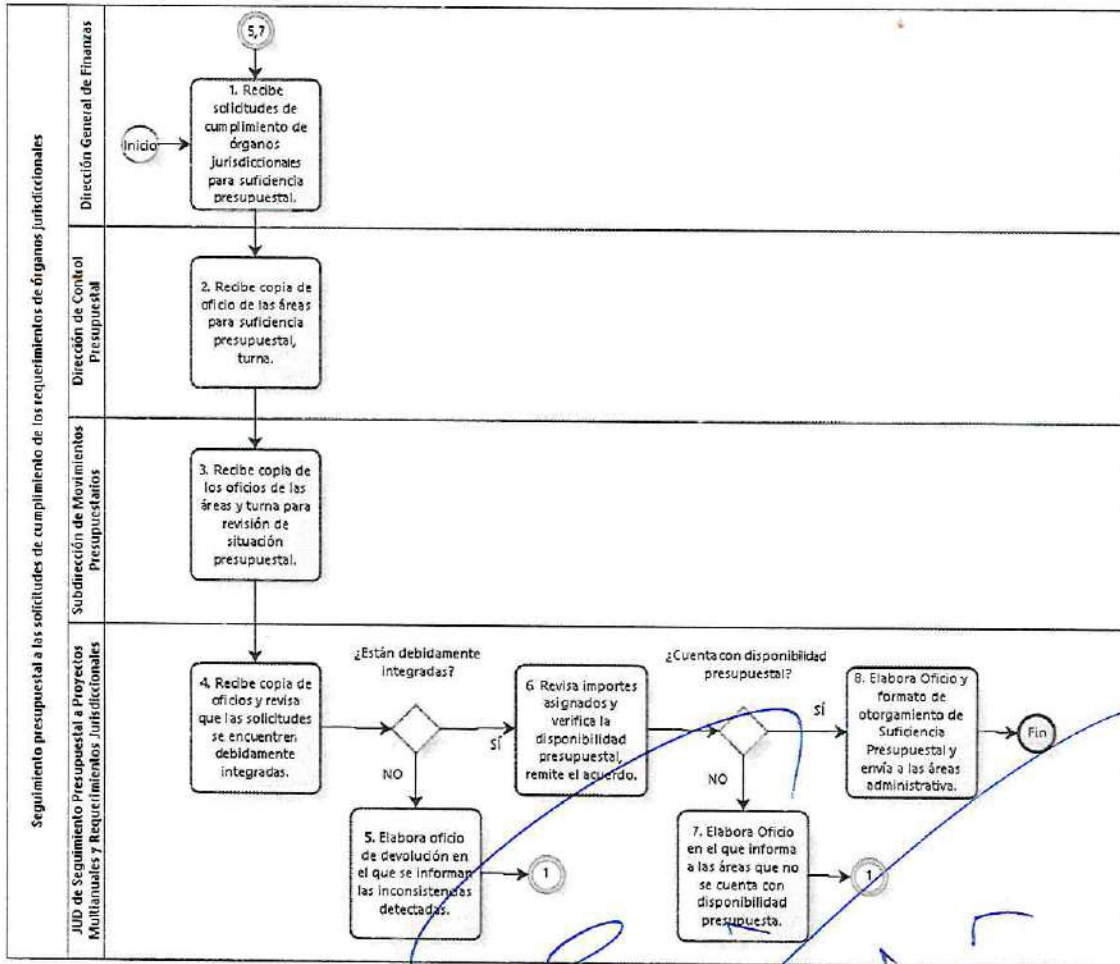 Seguimiento presupuestal a las solicitudes de cumplimiento de los requerimientos de órganos jurisdiccionales
Dirección General de Finanzas
5,7
Inicio
1. Recibe
solicitudes de
cumplimiento de
órganos
jurisdiccionales
para suficiencia
presupuestal.
Dirección de Control
Presupuestal
2. Recibe copia de
oficio de las áreas
para suficiencia
presupuestal,
turna.
Subdirección de Movimientos
Presupuestarios
3. Recibe copia de
los oficios de las
áreas y turna para
revisión de
situación
presupuestal.
JUD de Seguimiento Presupuesta a Proyectos
Multianuales y Requerimientos Jurisdiccionales
4. Recibe copia de
oficios y revisa
que las solicitudes
se encuentren
debidamente
integradas.
¿Están debidamente
integradas?
SÍ
NO
5. Elabora oficio
de devolución en
el que se informan
las inconsistencias
detectadas.
1
6. Revisa importes
asignados y
verifica la
disponibilidad
presupuestal,
remite el acuerdo.
¿Cuenta con disponibilidad
presupuestal?
SÍ
NO
7. Elabora Oficio
en el que informa
a las áreas que no
se cuenta con
disponibilidad
presupuesta.
1
8. Elabora Oficio y
formato de
otorgamiento de
Suficiencia
Presupuestal y
envía a las áreas
administrativa.
Fin